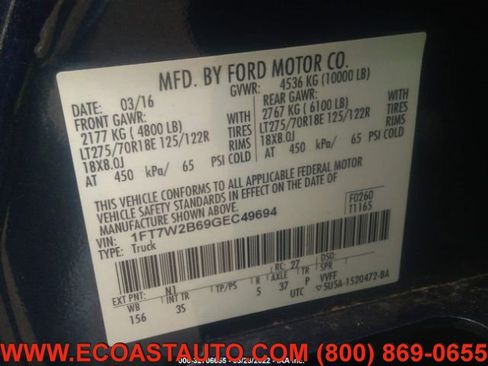 MFD. BY FORD MOTOR CO.
DATE: 03/16 GVWR: 4536 KG (10000 LB)
FRONT GAWR: REAR GAWR:
2177 KG ( 4800 LB) WITH 2767 KG ( 6100 LB) WITH
LT275/70R18E 125/122R TIRES LT275/70R18E 125/122R TIRES
18X8.0J RIMS 18X8.0J RIMS
AT 450 kPa/ 65 PSI COLD AT 450 kPa/ 65 PSI COLD
THIS VEHICLE CONFORMS TO ALL APPLICABLE FEDERAL MOTOR
VEHICLE SAFETY STANDARDS IN EFFECT ON THE DATE OF
MANUFACTURE SHOWN ABOVE.
VIN: 1FT7W2B69GEC49694 F0260
TYPE: Truck T1165
EXT PNT: N1 RC: 27 DSO:
WB INT TR TP/PS R AXLE TR SPR
156 3S 5 37 P VVFF
UTC 5U5A-1520472-BA
WWW.ECOASTAUTO.COM (800) 869-0655